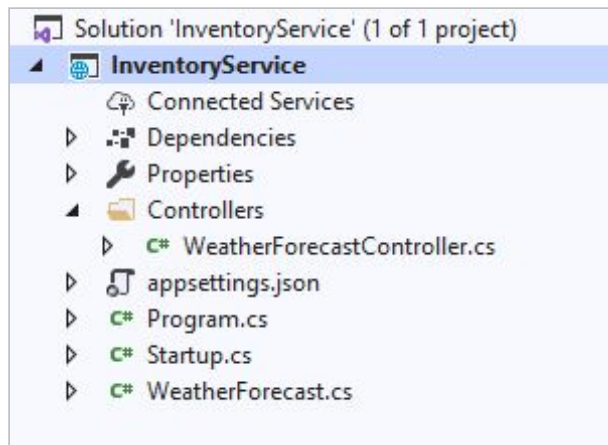 Solution 'InventoryService' (1 of 1 project)
InventoryService
Connected Services
Dependencies
Properties
Controllers
C# WeatherForecastController.cs
appsettings.json
C# Program.cs
C# Startup.cs
C# WeatherForecast.cs